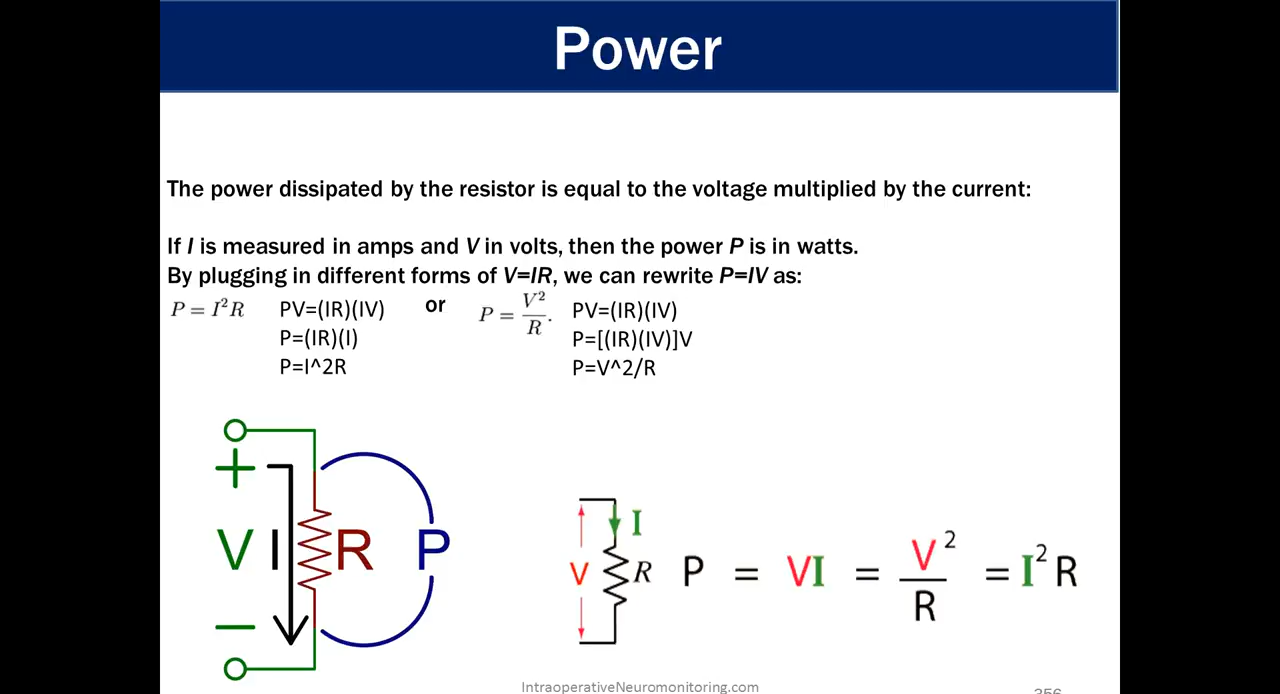 Power
The power dissipated by the resistor is equal to the voltage multiplied by the current:
If I is measured in amps and V in volts, then the power P is in watts.
By plugging in different forms of V=IR, we can rewrite P=IV as:
P = I²R PV=(IR)(IV) or P = V²/R. PV=(IR)(IV)
P=(IR)(I) P=[(IR)(IV)]V
P=I^2R P=V^2/R
+
V I R P
−
V I R P = VI = V²/R = I²R
IntraoperativeNeuromonitoring.com